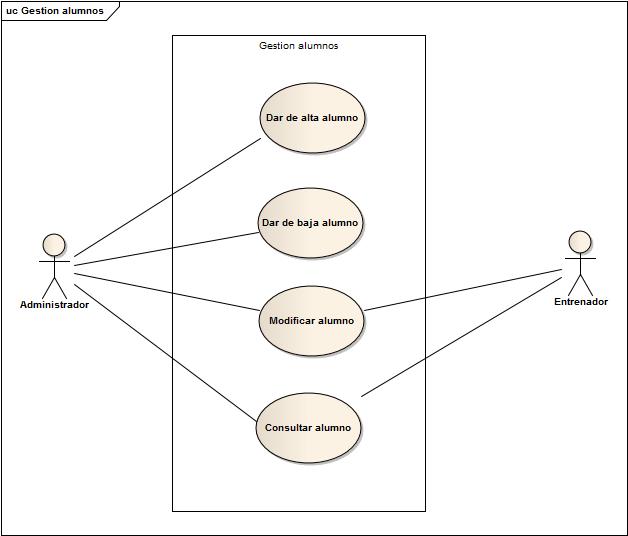 uc Gestion alumnos
Gestion alumnos
Dar de alta alumno
Dar de baja alumno
Administrador
Entrenador
Modificar alumno
Consultar alumno